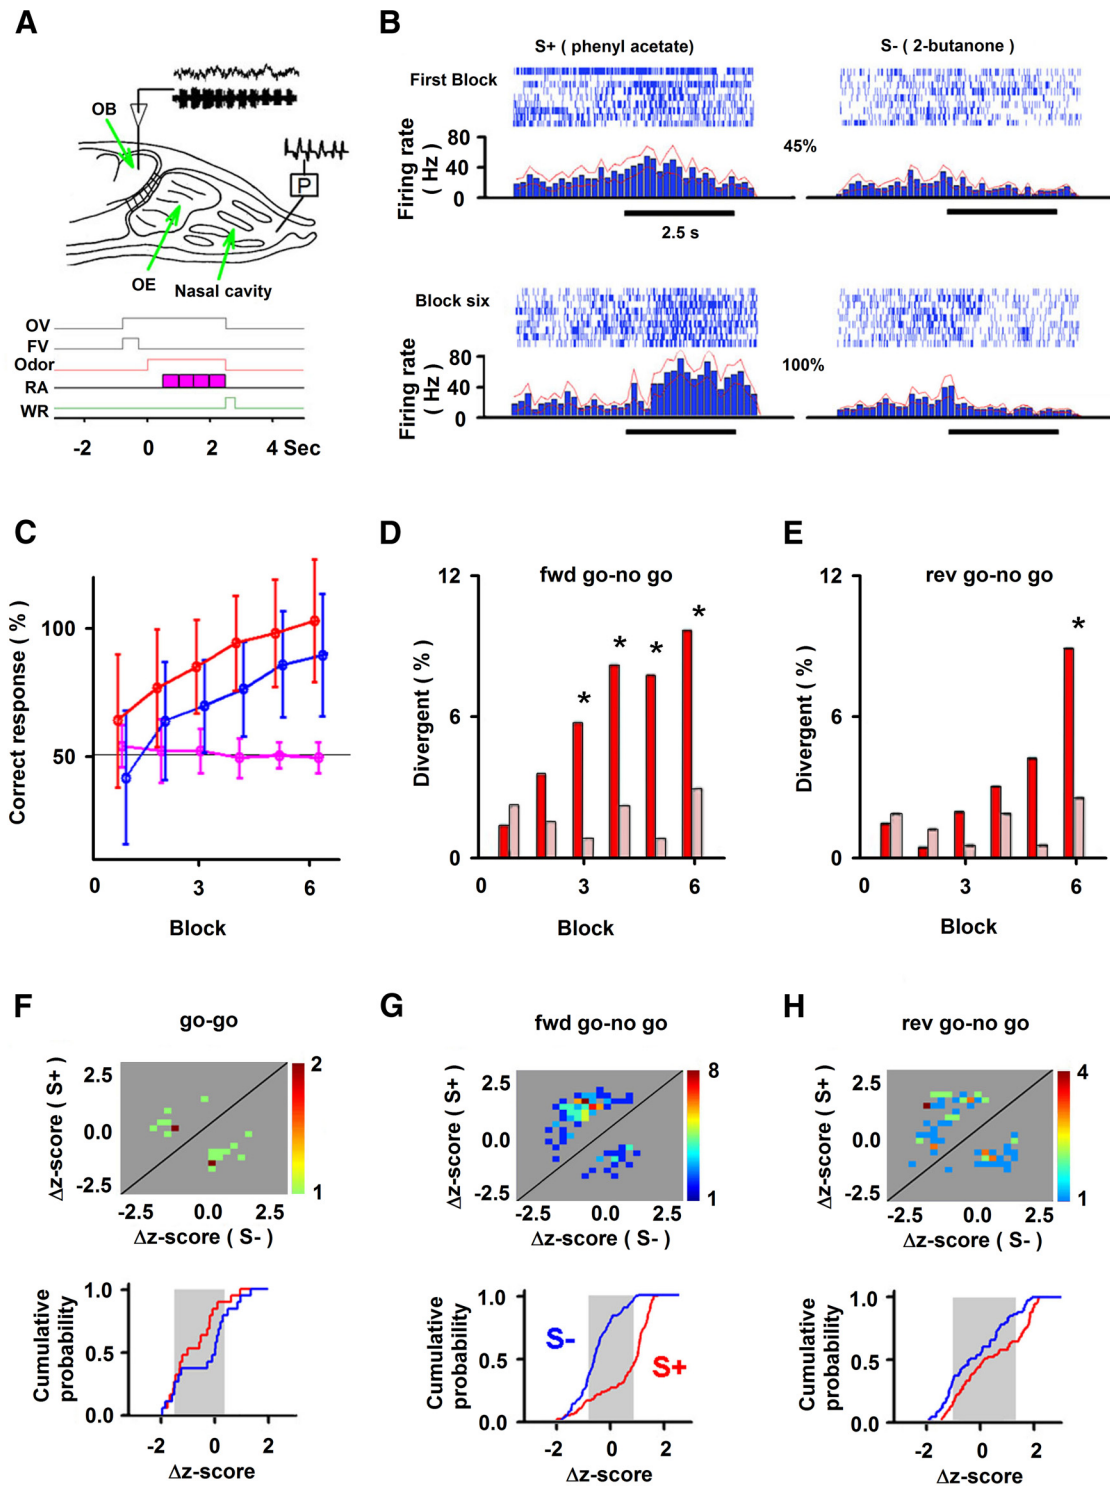 A
OB
P
OE
Nasal cavity
OV
FV
Odor
RA
WR
-2 0 2 4 Sec
B
S+ ( phenyl acetate)
S- ( 2-butanone )
First Block
Firing rate
( Hz)
80
40
0
45%
2.5 s
Block six
Firing rate
( Hz)
80
40
0
100%
C
Correct response ( % )
100
50
0 3 6
Block
D
fwd go-no go
Divergent ( % )
12
6
0
* * * *
0 3 6
Block
E
rev go-no go
Divergent ( % )
12
6
0
*
0 3 6
Block
F
go-go
Δz-score ( S+ )
2.5
0.0
-2.5
2
1
-2.5 0.0 2.5
Δz-score ( S- )
Cumulative
probability
1.0
0.5
0.0
-2 0 2
Δz-score
G
fwd go-no go
Δz-score ( S+ )
2.5
0.0
-2.5
8
1
-2.5 0.0 2.5
Δz-score ( S- )
Cumulative
probability
1.0
0.5
0.0
S-
S+
-2 0 2
Δz-score
H
rev go-no go
Δz-score ( S+ )
2.5
0.0
-2.5
4
1
-2.5 0.0 2.5
Δz-score ( S- )
Cumulative
probability
1.0
0.5
0.0
-2 0 2
Δz-score